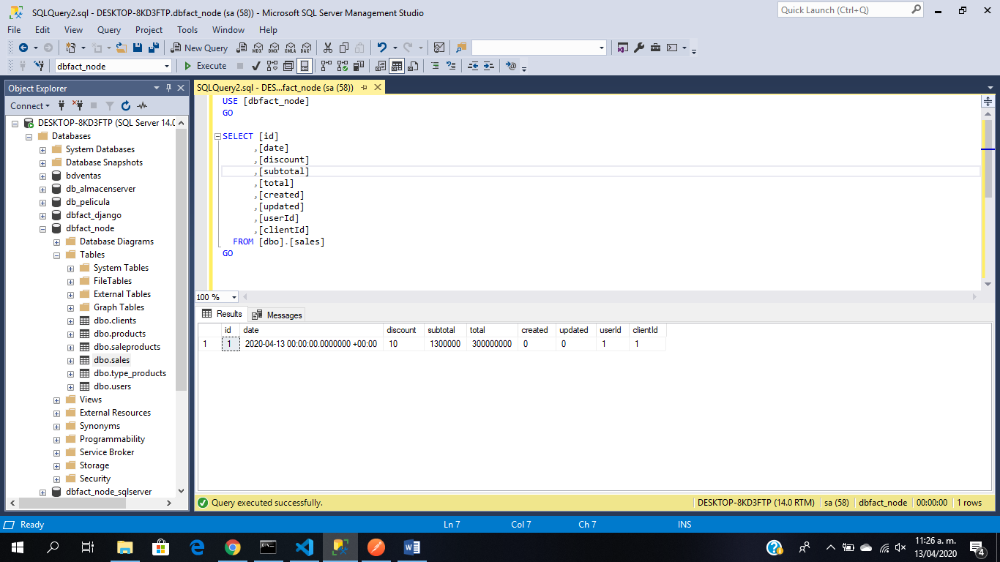 SQLQuery2.sql - DESKTOP-8KD3FTP.dbfact_node (sa (58)) - Microsoft SQL Server Management Studio
Quick Launch (Ctrl+Q)
File Edit View Query Project Tools Window Help
New Query MDX DMX XMLA DAX
dbfact_node Execute
Object Explorer
Connect
DESKTOP-8KD3FTP (SQL Server 14.0
Databases
System Databases
Database Snapshots
bdventas
db_almacenserver
db_pelicula
dbfact_django
dbfact_node
Database Diagrams
Tables
System Tables
FileTables
External Tables
Graph Tables
dbo.clients
dbo.products
dbo.saleproducts
dbo.sales
dbo.type_products
dbo.users
Views
External Resources
Synonyms
Programmability
Service Broker
Storage
Security
dbfact_node_sqlserver
SQLQuery2.sql - DES...fact_node (sa (58))
USE [dbfact_node]
GO
SELECT [id]
,[date]
,[discount]
,[subtotal]
,[total]
,[created]
,[updated]
,[userId]
,[clientId]
FROM [dbo].[sales]
GO
100 %
Results Messages
id date discount subtotal total created updated userId clientId
1 1 2020-04-13 00:00:00.0000000 +00:00 10 1300000 300000000 0 0 1 1
Query executed successfully. DESKTOP-8KD3FTP (14.0 RTM) sa (58) dbfact_node 00:00:00 1 rows
Ready Ln 7 Col 7 Ch 7 INS
11:26 a. m.
13/04/2020
4